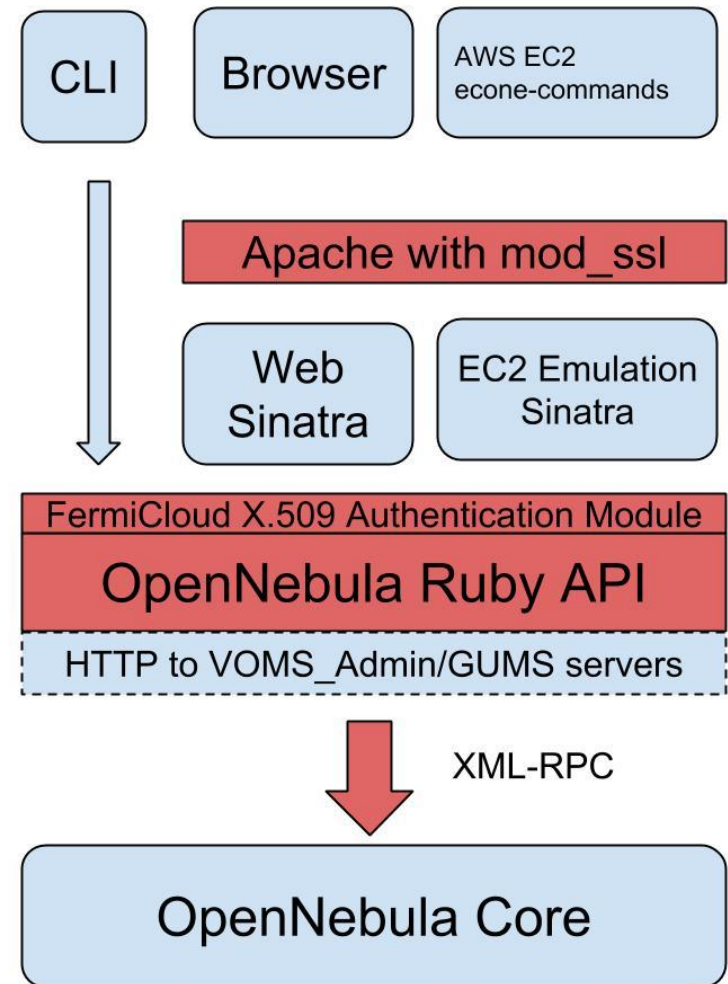 CLI
Browser
AWS EC2
econe-commands
Apache with mod_ssl
Web
Sinatra
EC2 Emulation
Sinatra
FermiCloud X.509 Authentication Module
OpenNebula Ruby API
HTTP to VOMS_Admin/GUMS servers
XML-RPC
OpenNebula Core